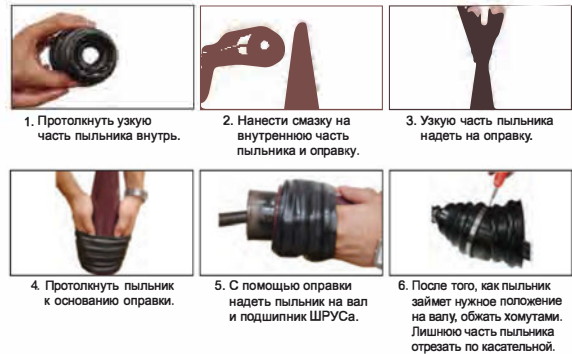 1. Протолкнуть узкую
часть пыльника внутрь.
2. Нанести смазку на
внутреннюю часть
пыльника и оправку.
3. Узкую часть пыльника
надеть на оправку.
4. Протолкнуть пыльник
к основанию оправки.
5. С помощью оправки
надеть пыльник на вал
и подшипник ШРУСа.
6. После того, как пыльник
займет нужное положение
на валу, обжать хомутами.
Лишнюю часть пыльника
отрезать по касательной.